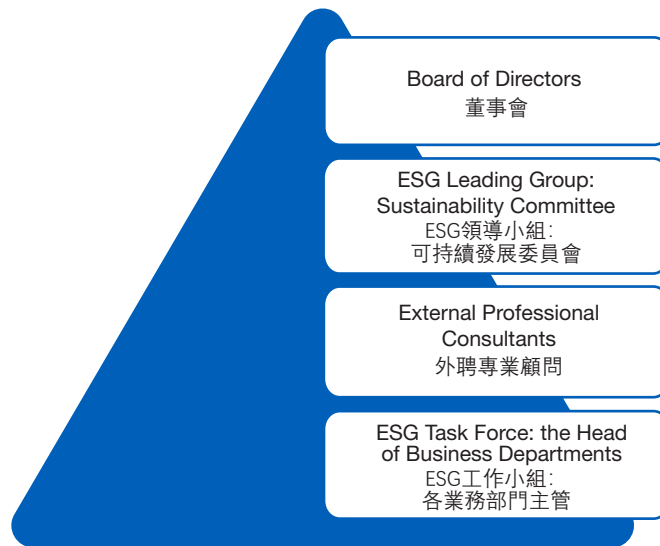 Board of Directors
董事會
ESG Leading Group:
Sustainability Committee
ESG領導小組：
可持續發展委員會
External Professional
Consultants
外聘專業顧問
ESG Task Force: the Head
of Business Departments
ESG工作小組：
各業務部門主管